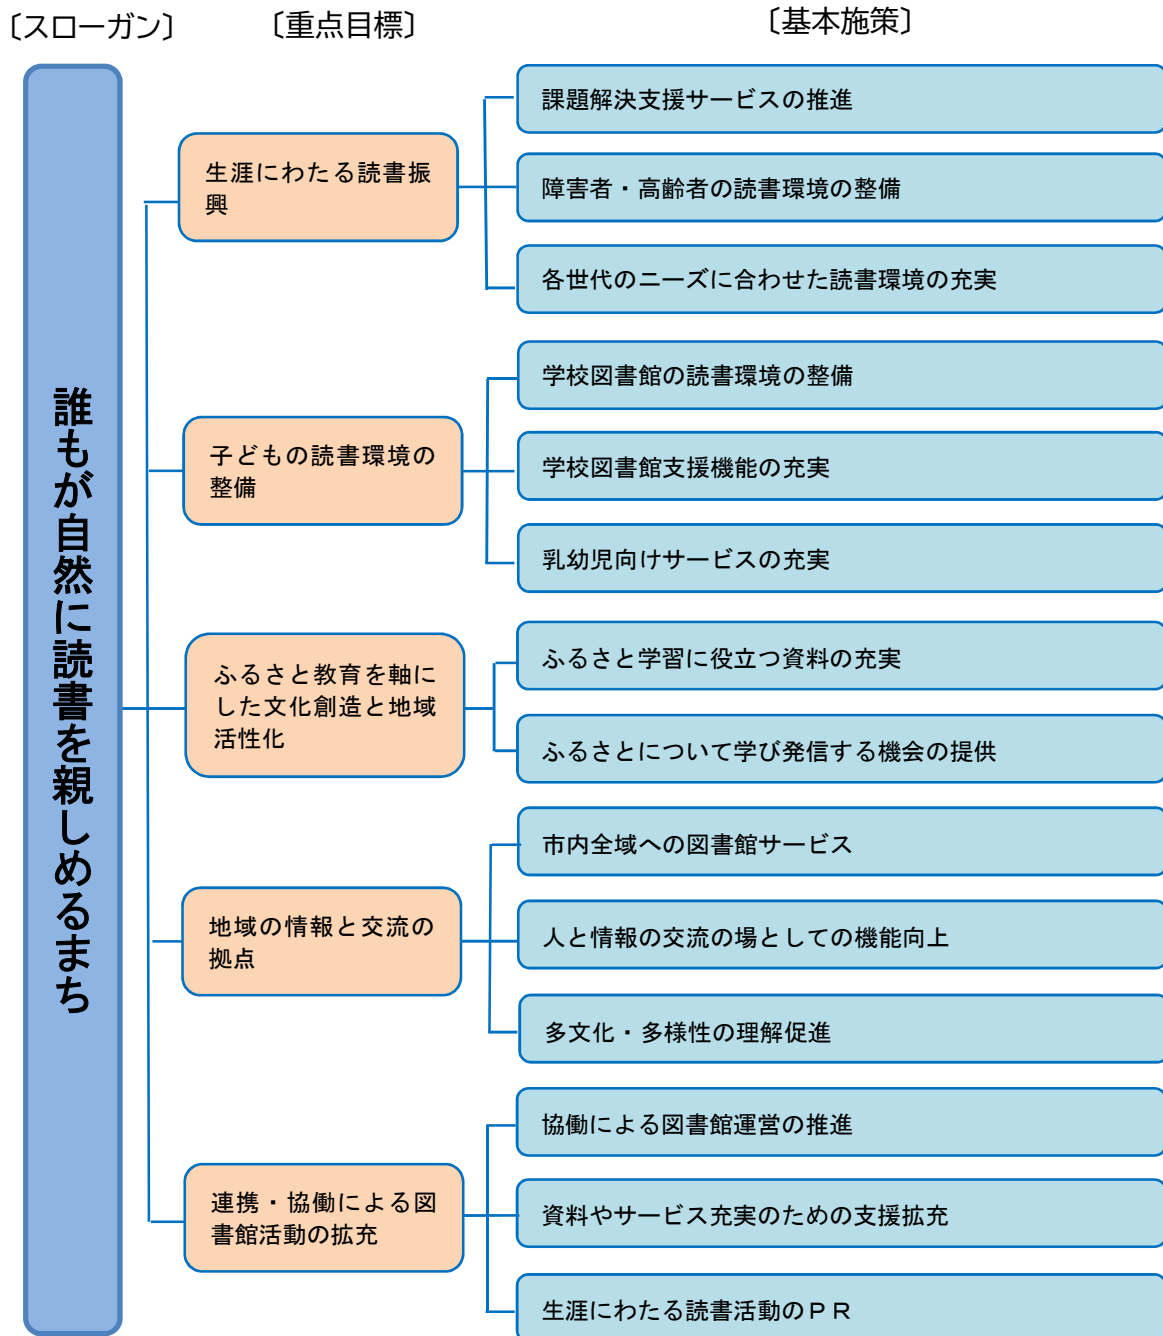 〔スローガン〕
〔重点目標〕
〔基本施策〕
誰もが自然に読書を親しめるまち
生涯にわたる読書振
興
課題解決支援サービスの推進
障害者・高齢者の読書環境の整備
各世代のニーズに合わせた読書環境の充実
子どもの読書環境の
整備
学校図書館の読書環境の整備
学校図書館支援機能の充実
乳幼児向けサービスの充実
ふるさと教育を軸に
した文化創造と地域
活性化
ふるさと学習に役立つ資料の充実
ふるさとについて学び発信する機会の提供
地域の情報と交流の
拠点
市内全域への図書館サービス
人と情報の交流の場としての機能向上
多文化・多様性の理解促進
連携・協働による図
書館活動の拡充
協働による図書館運営の推進
資料やサービス充実のための支援拡充
生涯にわたる読書活動のＰＲ